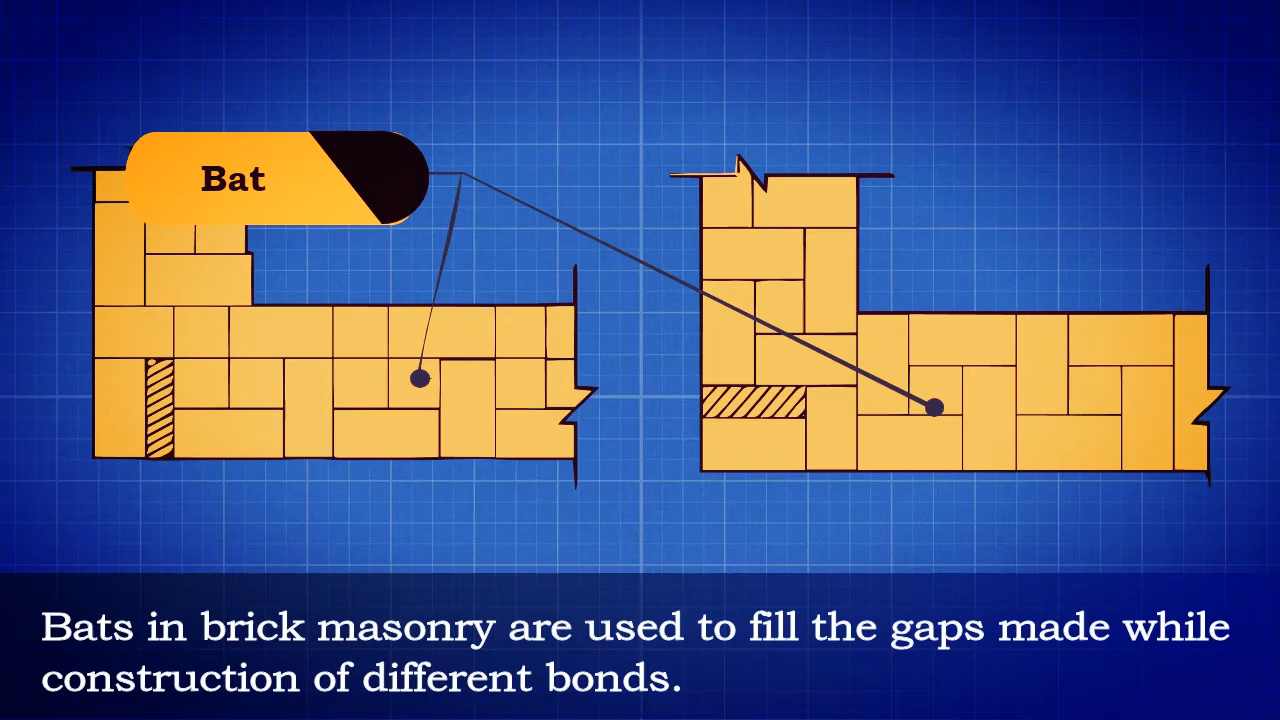 Bat
Bats in brick masonry are used to fill the gaps made while
construction of different bonds.